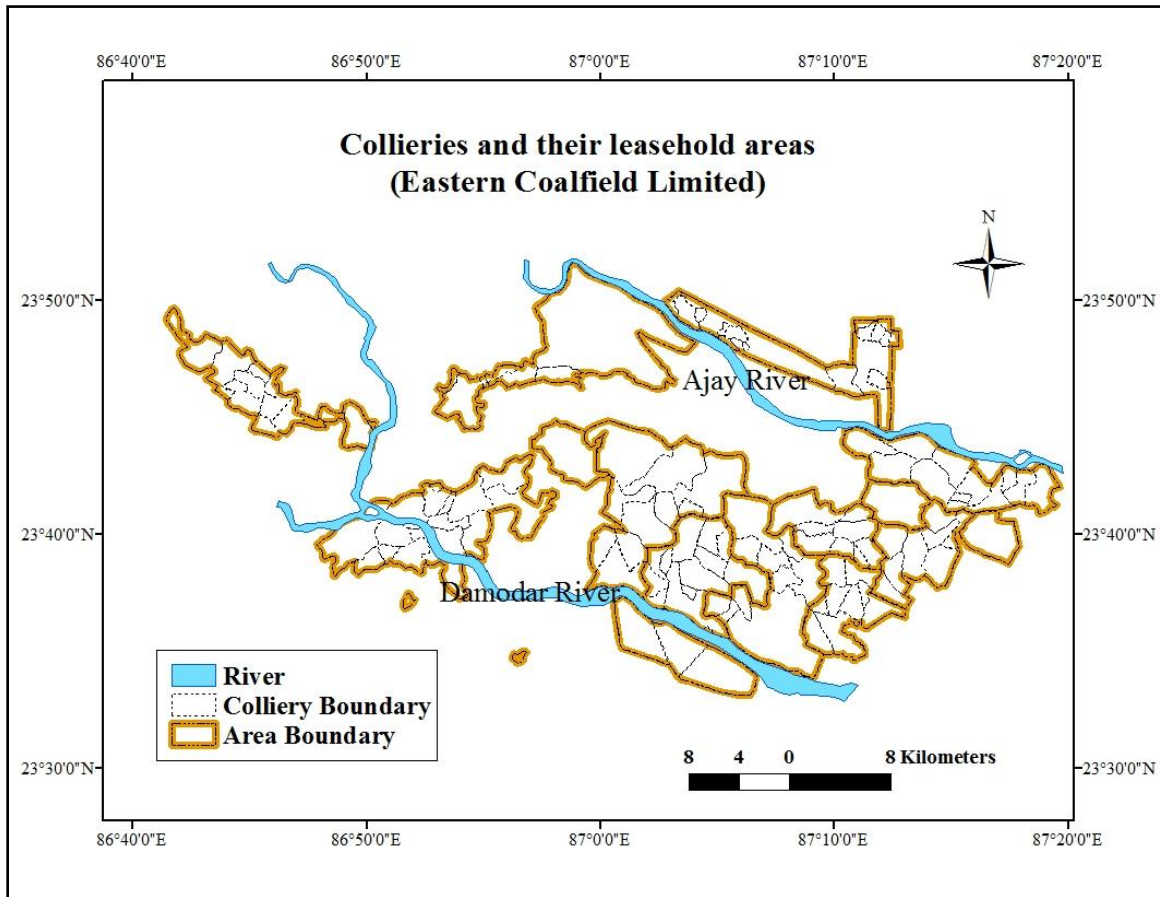 86°40'0"E 86°50'0"E 87°0'0"E 87°10'0"E 87°20'0"E
Collieries and their leasehold areas
(Eastern Coalfield Limited)
N
23°50'0"N 23°50'0"N
Ajay River
23°40'0"N 23°40'0"N
Damodar River
River
Colliery Boundary
Area Boundary
8 4 0 8 Kilometers
23°30'0"N 23°30'0"N
86°40'0"E 86°50'0"E 87°0'0"E 87°10'0"E 87°20'0"E